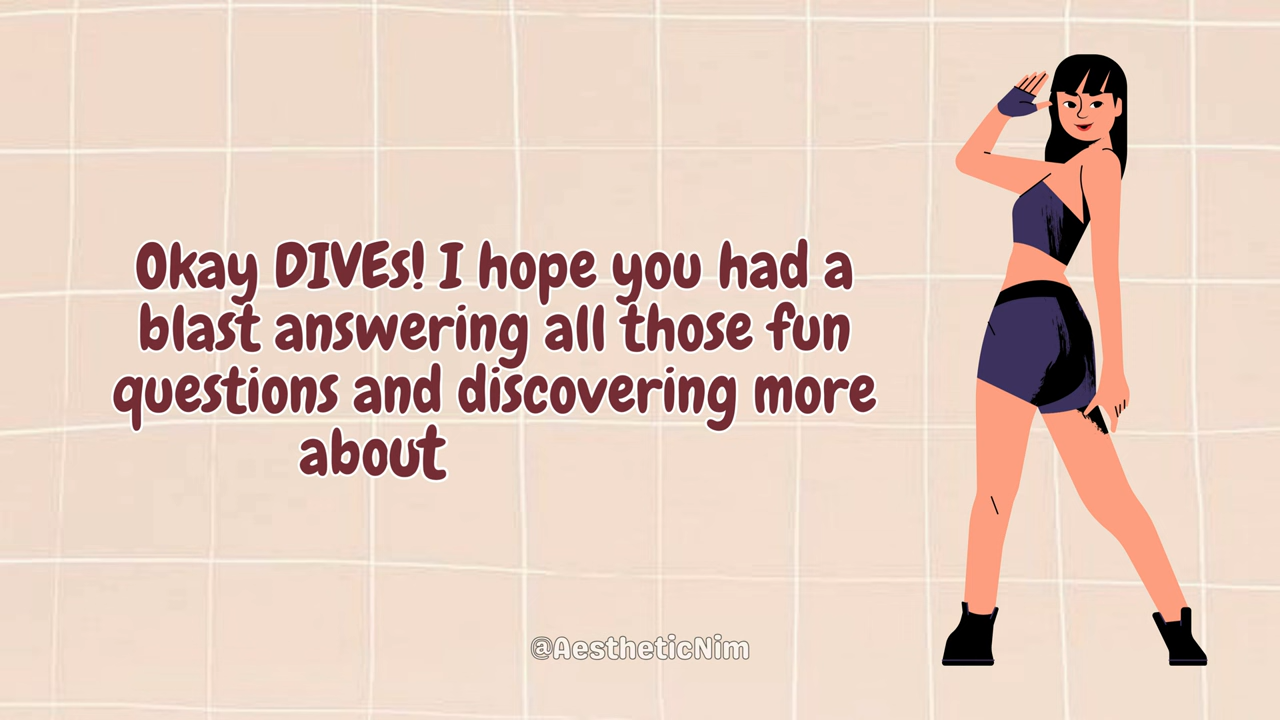 Okay DIVEs! I hope you had a
blast answering all those fun
questions and discovering more
about
@AestheticNim